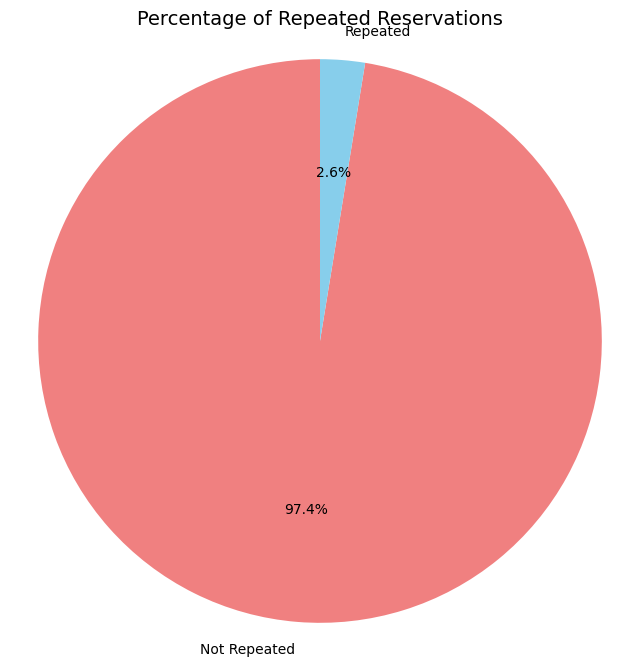 Percentage of Repeated Reservations
Repeated
2.6%
97.4%
Not Repeated